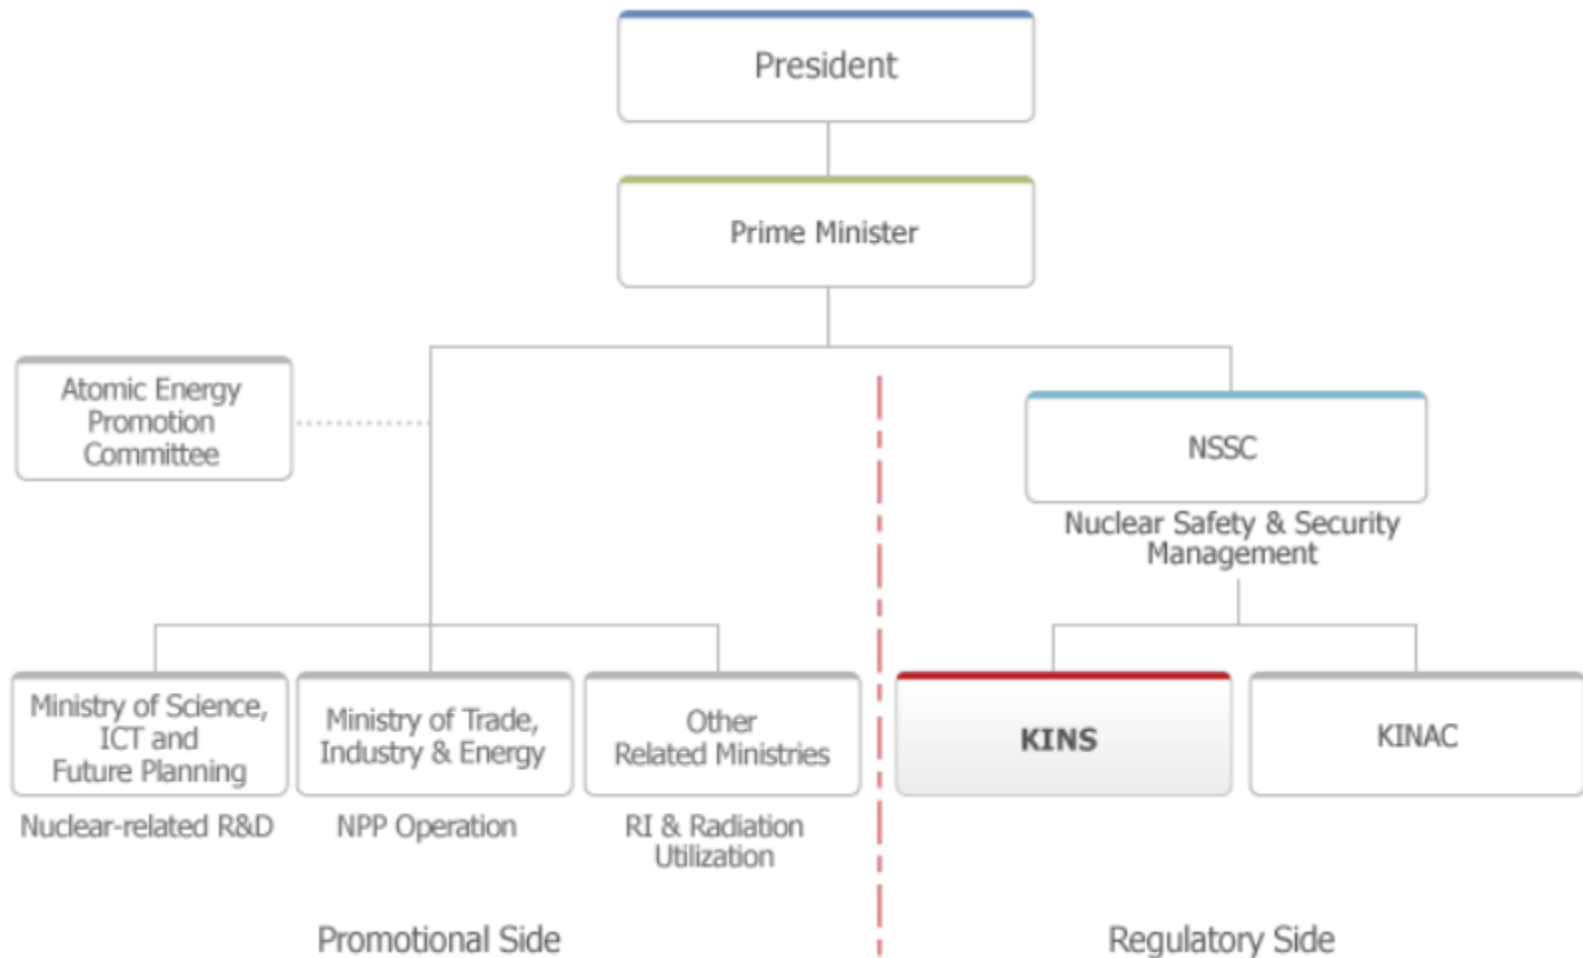 President
Prime Minister
Atomic Energy
Promotion
Committee
NSSC
Nuclear Safety & Security
Management
Ministry of Science,
ICT and
Future Planning
Nuclear-related R&D
Ministry of Trade,
Industry & Energy
NPP Operation
Other
Related Ministries
RI & Radiation
Utilization
KINS
KINAC
Promotional Side
Regulatory Side